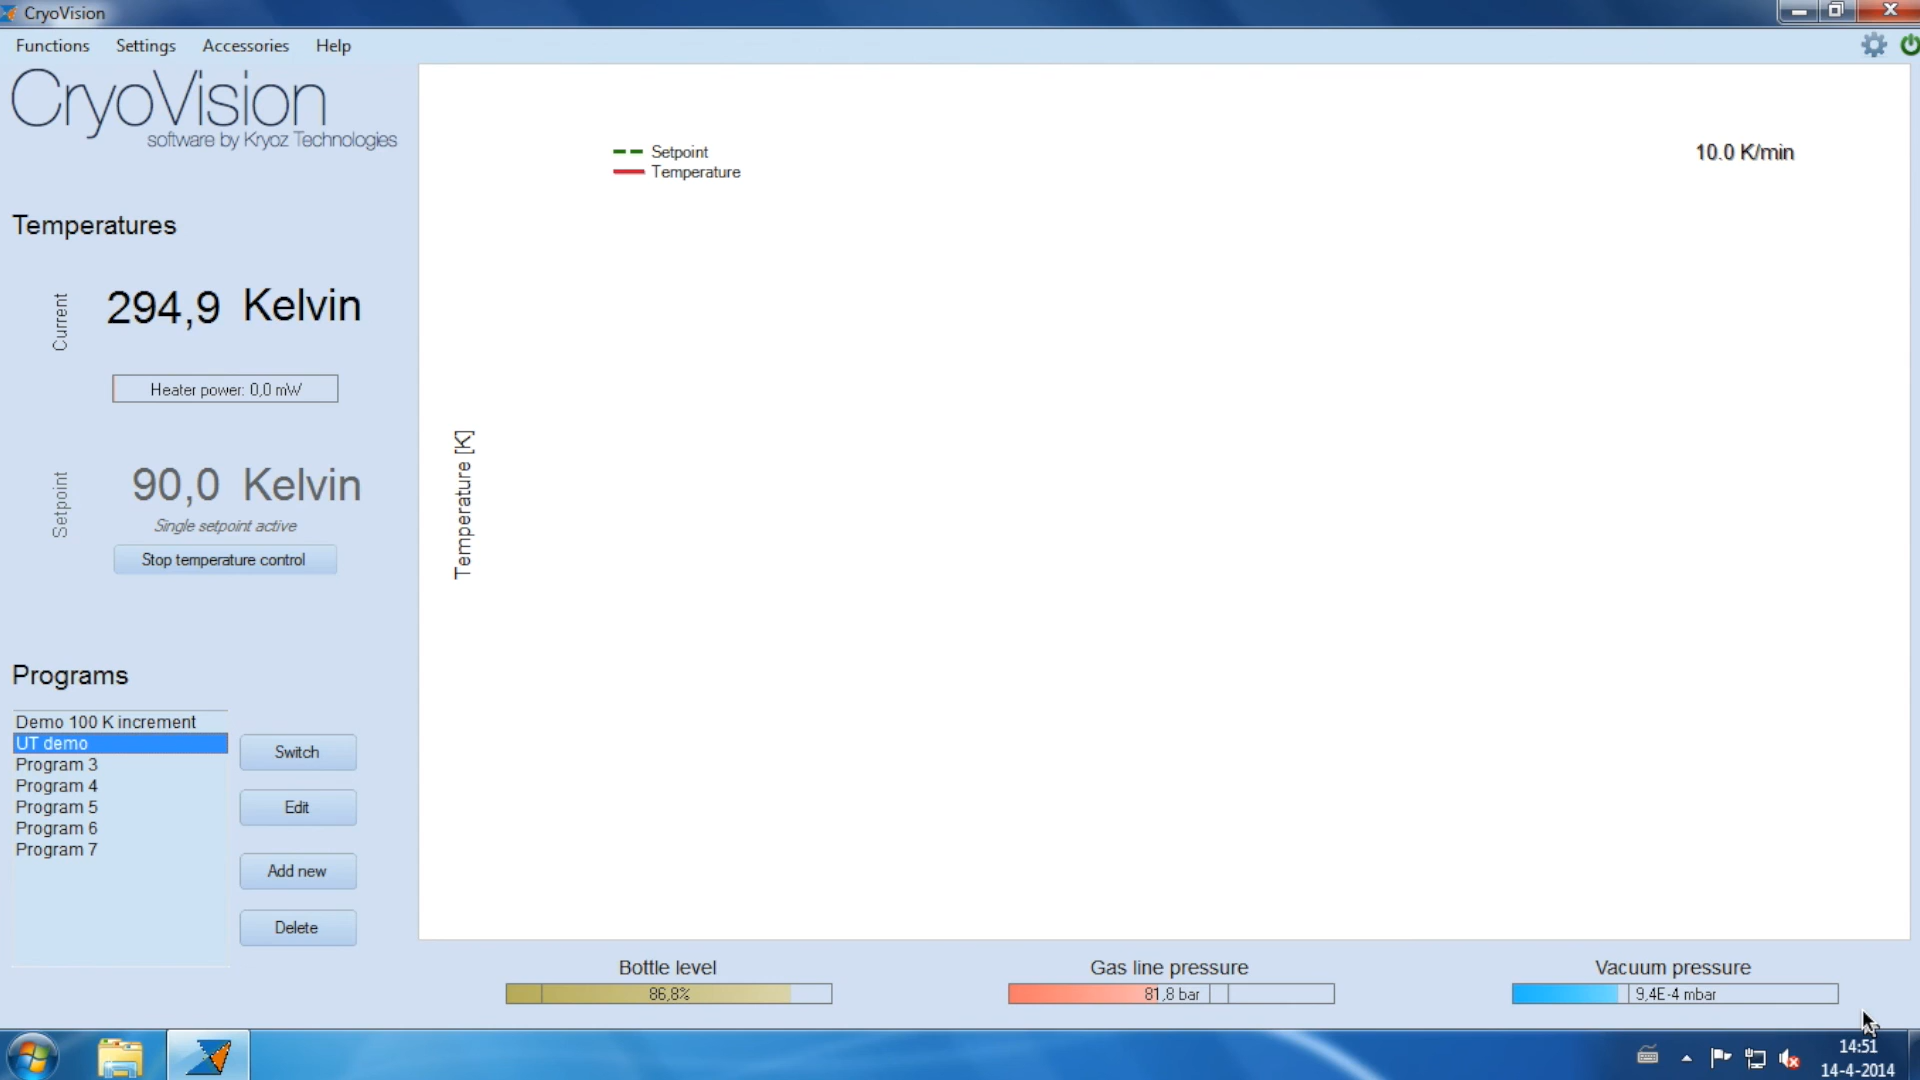 CryoVision
Functions Settings Accessories Help
CryoVision
software by Kryoz Technologies
Setpoint
Temperature
10.0 K/min
Temperatures
Current
294,9 Kelvin
Heater power: 0,0 mW
Setpoint
90,0 Kelvin
Single setpoint active
Stop temperature control
Temperature [K]
Programs
Demo 100 K increment
UT demo
Program 3
Program 4
Program 5
Program 6
Program 7
Switch
Edit
Add new
Delete
Bottle level
86,8%
Gas line pressure
81,8 bar
Vacuum pressure
9,4E-4 mbar
14:51
14-4-2014